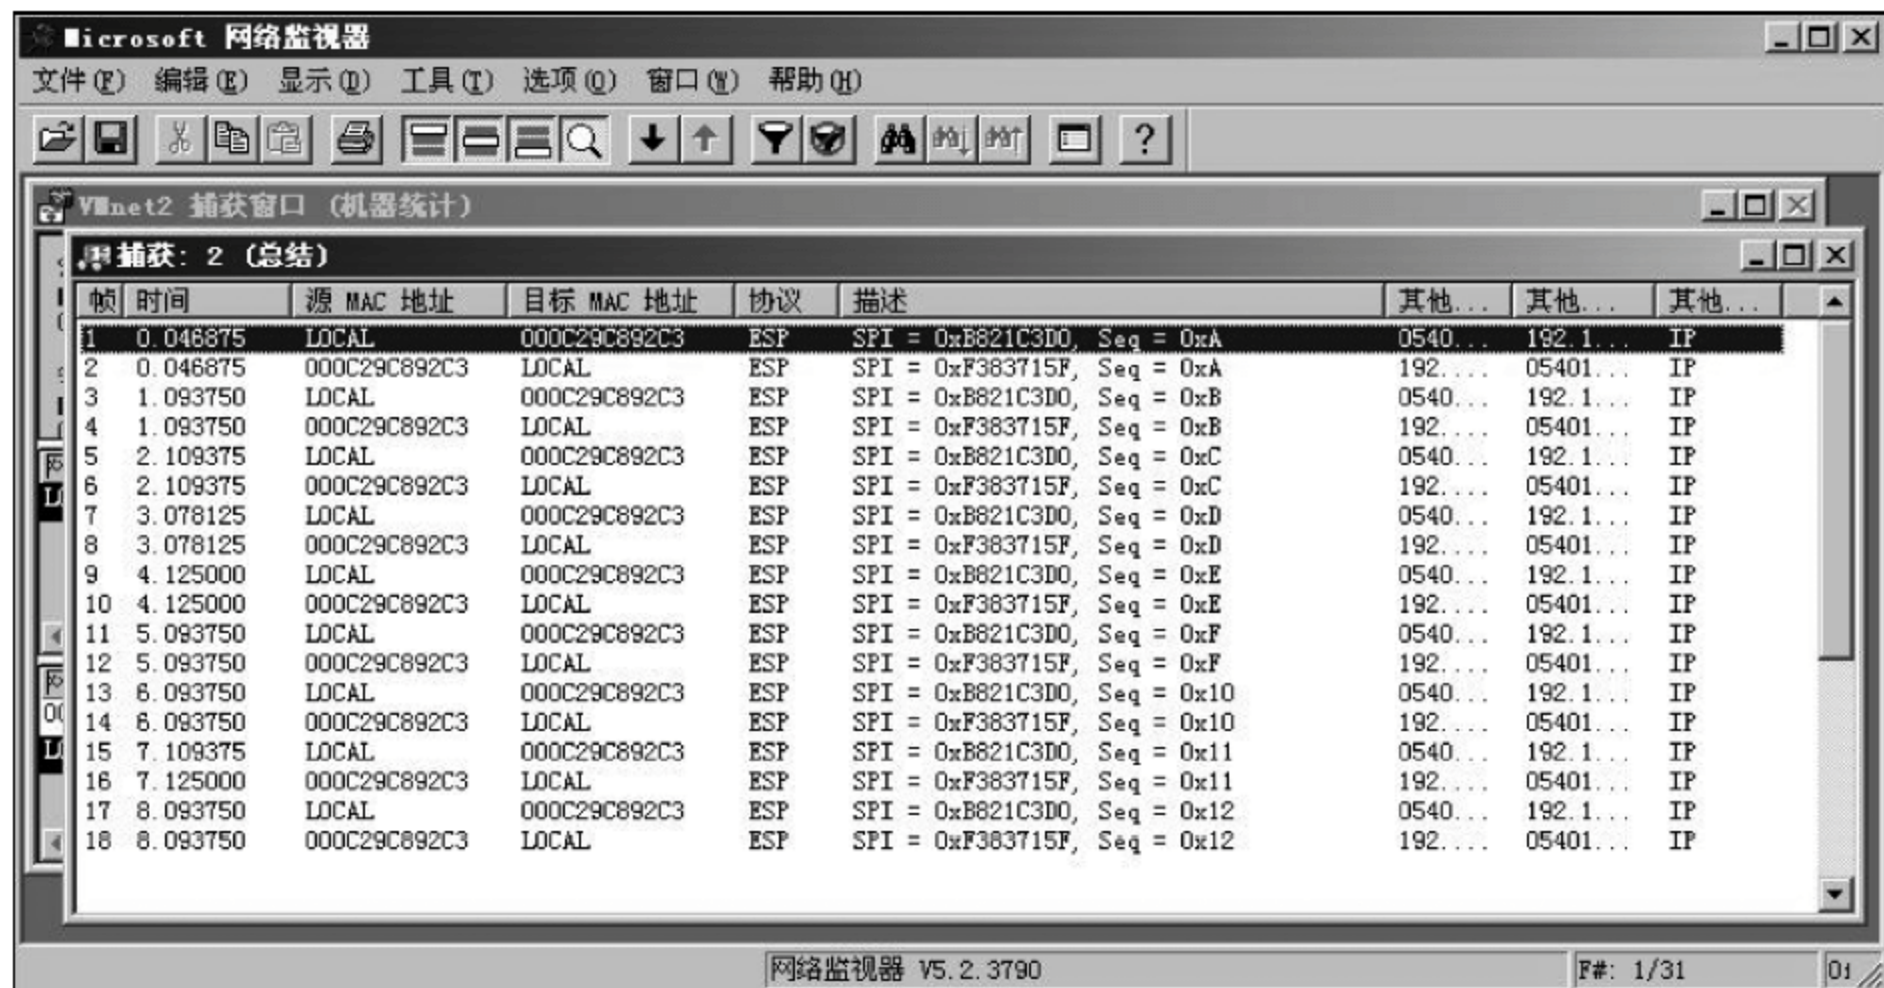 Microsoft 网络监视器
文件(F) 编辑(E) 显示(D) 工具(T) 选项(O) 窗口(W) 帮助(H)
VMnet2 捕获窗口 (机器统计)
捕获: 2 (总结)
帧 时间 源 MAC 地址 目标 MAC 地址 协议 描述 其他... 其他... 其他...
1 0.046875 LOCAL 000C29C892C3 ESP SPI = 0xB821C3D0, Seq = 0xA 0540... 192.1... IP
2 0.046875 000C29C892C3 LOCAL ESP SPI = 0xF383715F, Seq = 0xA 192.... 05401... IP
3 1.093750 LOCAL 000C29C892C3 ESP SPI = 0xB821C3D0, Seq = 0xB 0540... 192.1... IP
4 1.093750 000C29C892C3 LOCAL ESP SPI = 0xF383715F, Seq = 0xB 192.... 05401... IP
5 2.109375 LOCAL 000C29C892C3 ESP SPI = 0xB821C3D0, Seq = 0xC 0540... 192.1... IP
6 2.109375 000C29C892C3 LOCAL ESP SPI = 0xF383715F, Seq = 0xC 192.... 05401... IP
7 3.078125 LOCAL 000C29C892C3 ESP SPI = 0xB821C3D0, Seq = 0xD 0540... 192.1... IP
8 3.078125 000C29C892C3 LOCAL ESP SPI = 0xF383715F, Seq = 0xD 192.... 05401... IP
9 4.125000 LOCAL 000C29C892C3 ESP SPI = 0xB821C3D0, Seq = 0xE 0540... 192.1... IP
10 4.125000 000C29C892C3 LOCAL ESP SPI = 0xF383715F, Seq = 0xE 192.... 05401... IP
11 5.093750 LOCAL 000C29C892C3 ESP SPI = 0xB821C3D0, Seq = 0xF 0540... 192.1... IP
12 5.093750 000C29C892C3 LOCAL ESP SPI = 0xF383715F, Seq = 0xF 192.... 05401... IP
13 6.093750 LOCAL 000C29C892C3 ESP SPI = 0xB821C3D0, Seq = 0x10 0540... 192.1... IP
14 6.093750 000C29C892C3 LOCAL ESP SPI = 0xF383715F, Seq = 0x10 192.... 05401... IP
15 7.109375 LOCAL 000C29C892C3 ESP SPI = 0xB821C3D0, Seq = 0x11 0540... 192.1... IP
16 7.125000 000C29C892C3 LOCAL ESP SPI = 0xF383715F, Seq = 0x11 192.... 05401... IP
17 8.093750 LOCAL 000C29C892C3 ESP SPI = 0xB821C3D0, Seq = 0x12 0540... 192.1... IP
18 8.093750 000C29C892C3 LOCAL ESP SPI = 0xF383715F, Seq = 0x12 192.... 05401... IP
网络监视器 V5.2.3790 F#: 1/31